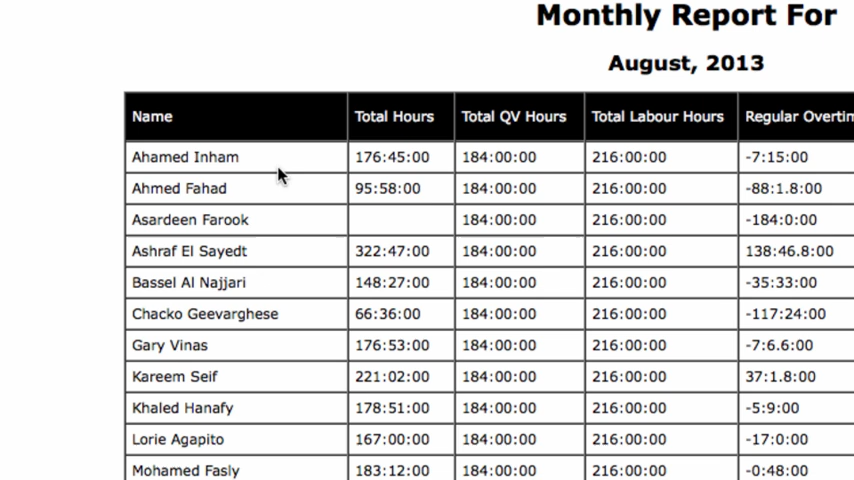 Monthly Report For
August, 2013
Name Total Hours Total QV Hours Total Labour Hours Regular Overtin
Ahamed Inham 176:45:00 184:00:00 216:00:00 -7:15:00
Ahmed Fahad 95:58:00 184:00:00 216:00:00 -88:1.8:00
Asardeen Farook 184:00:00 216:00:00 -184:0:00
Ashraf El Sayedt 322:47:00 184:00:00 216:00:00 138:46.8:00
Bassel Al Najjari 148:27:00 184:00:00 216:00:00 -35:33:00
Chacko Geevarghese 66:36:00 184:00:00 216:00:00 -117:24:00
Gary Vinas 176:53:00 184:00:00 216:00:00 -7:6.6:00
Kareem Seif 221:02:00 184:00:00 216:00:00 37:1.8:00
Khaled Hanafy 178:51:00 184:00:00 216:00:00 -5:9:00
Lorie Agapito 167:00:00 184:00:00 216:00:00 -17:0:00
Mohamed Fasly 183:12:00 184:00:00 216:00:00 -0:48:00